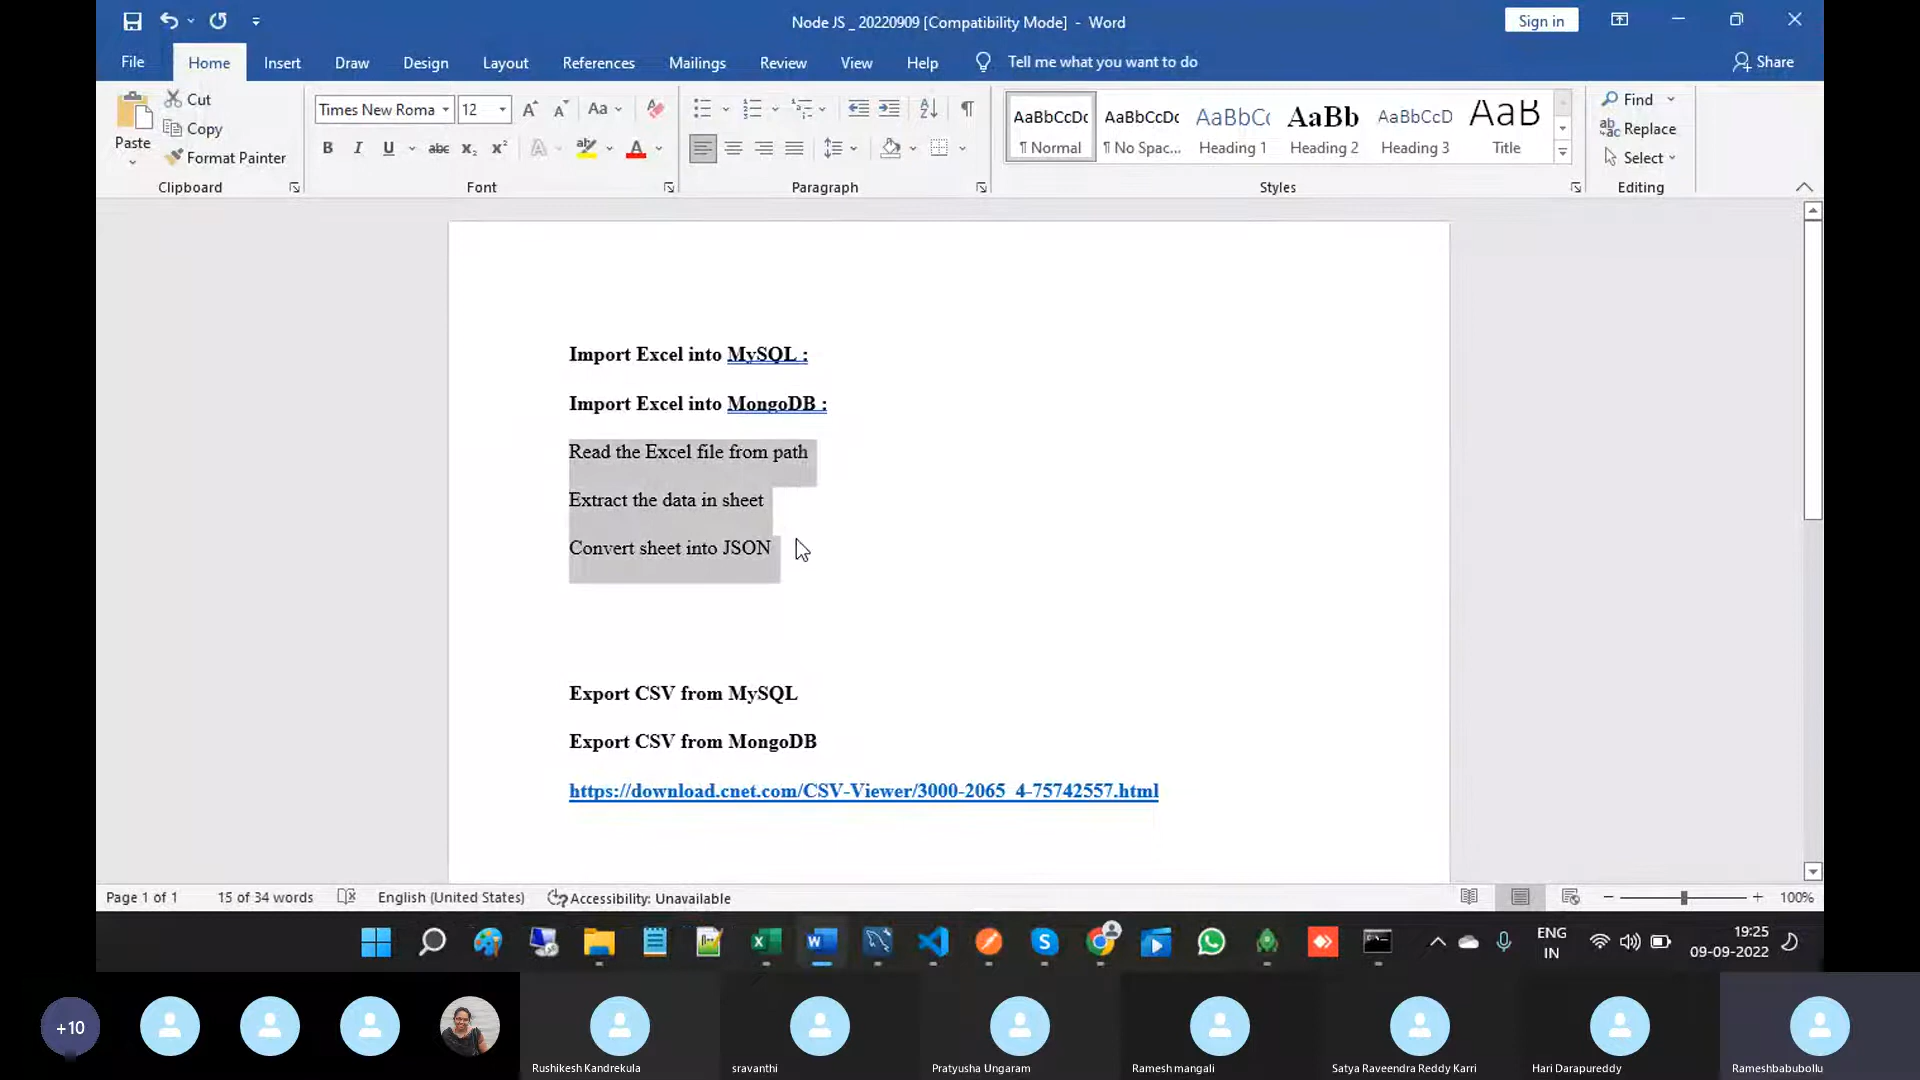 Node JS _ 20220909 [Compatibility Mode] - Word
Sign in
File Home Insert Draw Design Layout References Mailings Review View Help Tell me what you want to do
Share
Paste
Cut
Copy
Format Painter
Clipboard
Times New Roma 12
Font
Paragraph
AaBbCcDc AaBbCcDc AaBbC AaBb AaBbCcD AaB
¶ Normal ¶ No Spac... Heading 1 Heading 2 Heading 3 Title
Styles
Find
Replace
Select
Editing
Import Excel into MySQL :
Import Excel into MongoDB :
Read the Excel file from path
Extract the data in sheet
Convert sheet into JSON
Export CSV from MySQL
Export CSV from MongoDB
https://download.cnet.com/CSV-Viewer/3000-2065_4-75742557.html
Page 1 of 1 15 of 34 words English (United States) Accessibility: Unavailable
100%
ENG
IN
19:25
09-09-2022
+10
Rushikesh Kandrekula
sravanthi
Pratyusha Ungaram
Ramesh mangali
Satya Raveendra Reddy Karri
Hari Darapureddy
Rameshbabubollu